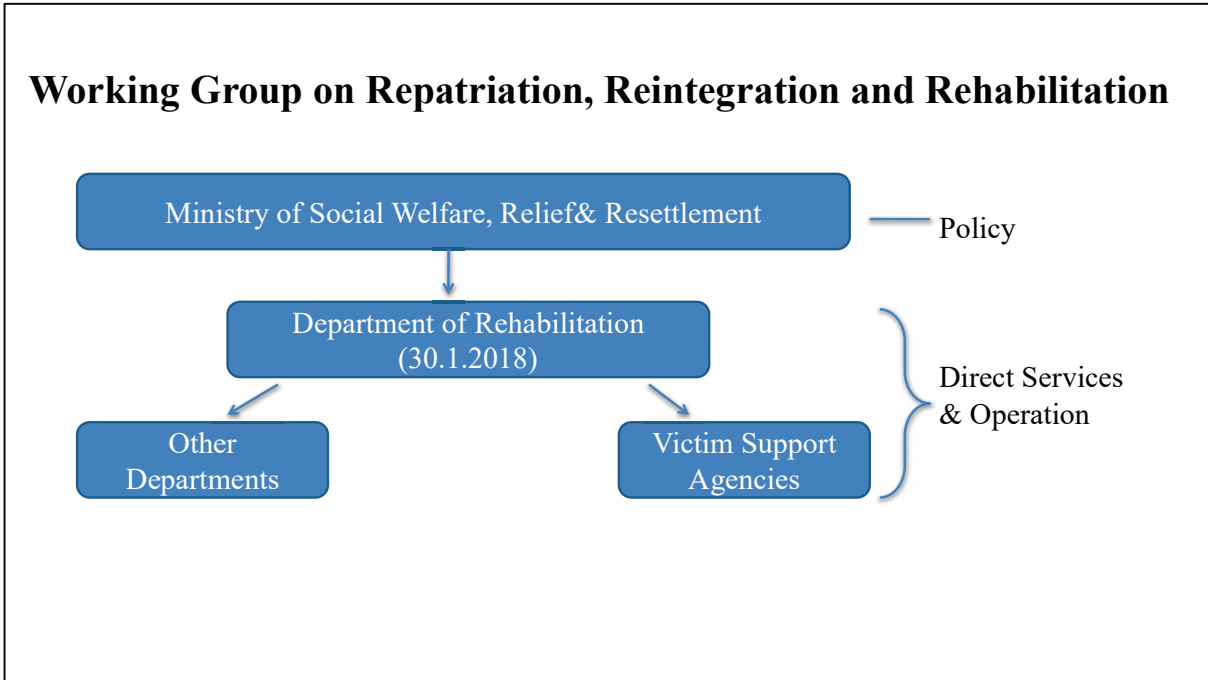 Working Group on Repatriation, Reintegration and Rehabilitation
Ministry of Social Welfare, Relief& Resettlement
Policy
Department of Rehabilitation
(30.1.2018)
Direct Services
& Operation
Other
Departments
Victim Support
Agencies